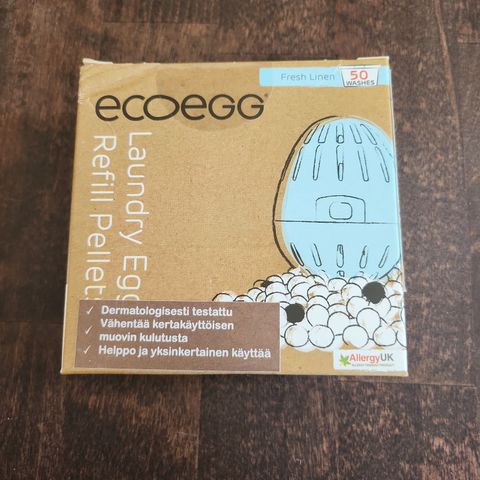 Fresh Linen
50
WASHES
ecoegg
Laundry Egg
Refill Pellets
✓ Dermatologisesti testattu
✓ Vähentää kertakäyttöisen
✓ muovin kulutusta
✓ Helppo ja yksinkertainen käyttää
AllergyUK